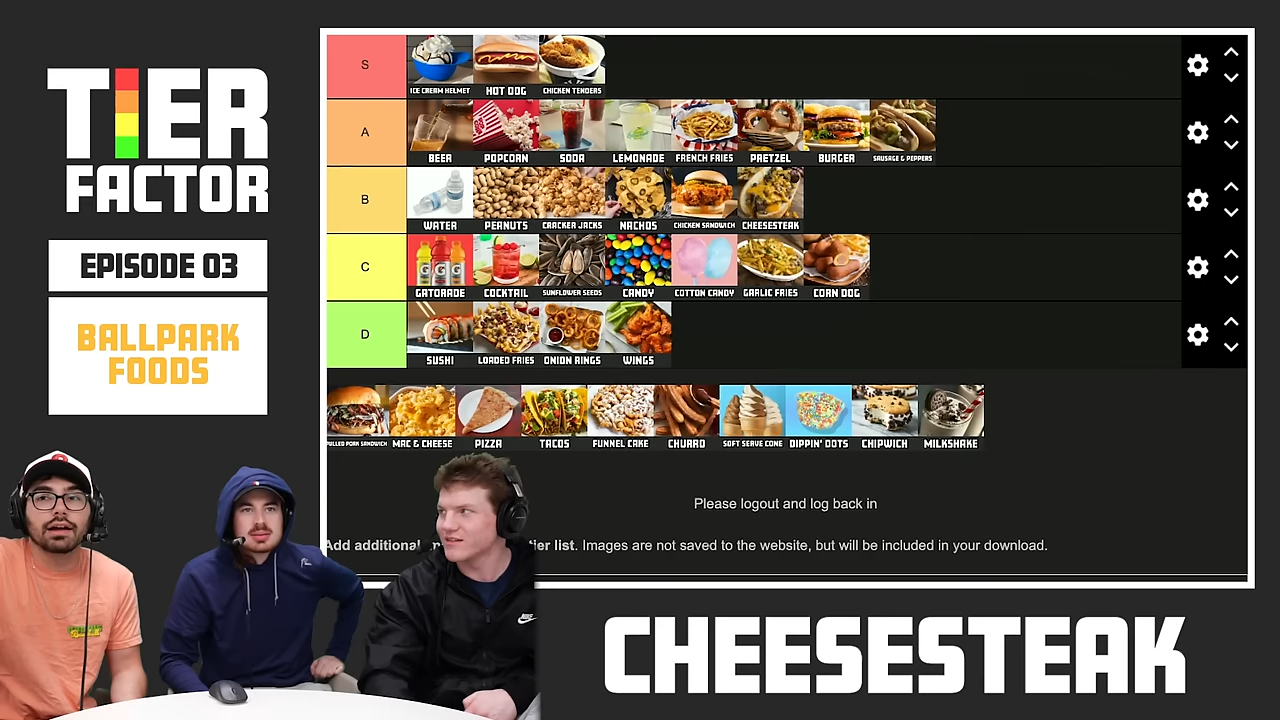 TIER
FACTOR
EPISODE 03
BALLPARK
FOODS
S
ICE CREAM HELMET HOT DOG CHICKEN TENDERS
A
BEER POPCORN SODA LEMONADE FRENCH FRIES PRETZEL BURGER SAUSAGE & PEPPERS
B
WATER PEANUTS CRACKER JACKS NACHOS CHICKEN SANDWICH CHEESESTEAK
C
GATORADE COCKTAIL SUNFLOWER SEEDS CANDY COTTON CANDY GARLIC FRIES CORN DOG
D
SUSHI LOADED FRIES ONION RINGS WINGS
PULLED PORK SANDWICH MAC & CHEESE PIZZA TACOS FUNNEL CAKE CHURRO SOFT SERVE CONE DIPPIN' DOTS CHIPWICH MILKSHAKE
Please logout and log back in
Add additional tier list. Images are not saved to the website, but will be included in your download.
CHEESESTEAK